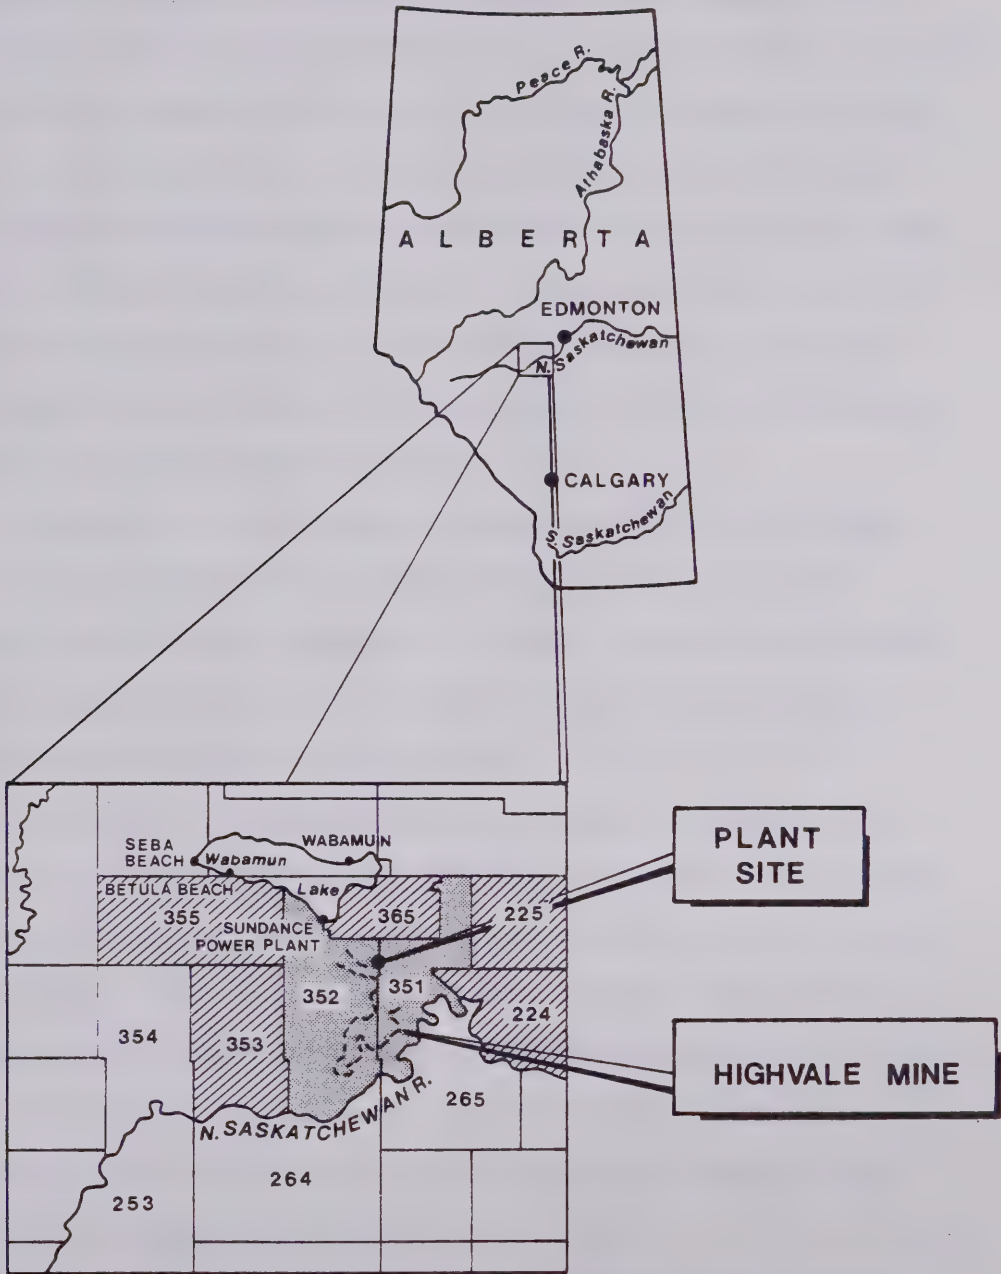 Peace R.
Athabaska R.
ALBERTA
EDMONTON
N. Saskatchewan
CALGARY
S. Saskatchewan
SEBA
BEACH
Wabamun
WABAMUN
BETULA BEACH
Lake
355
365
225
SUNDANCE
POWER PLANT
PLANT
SITE
352
351
354
353
224
HIGHVALE MINE
N. SASKATCHEWAN R.
265
264
253